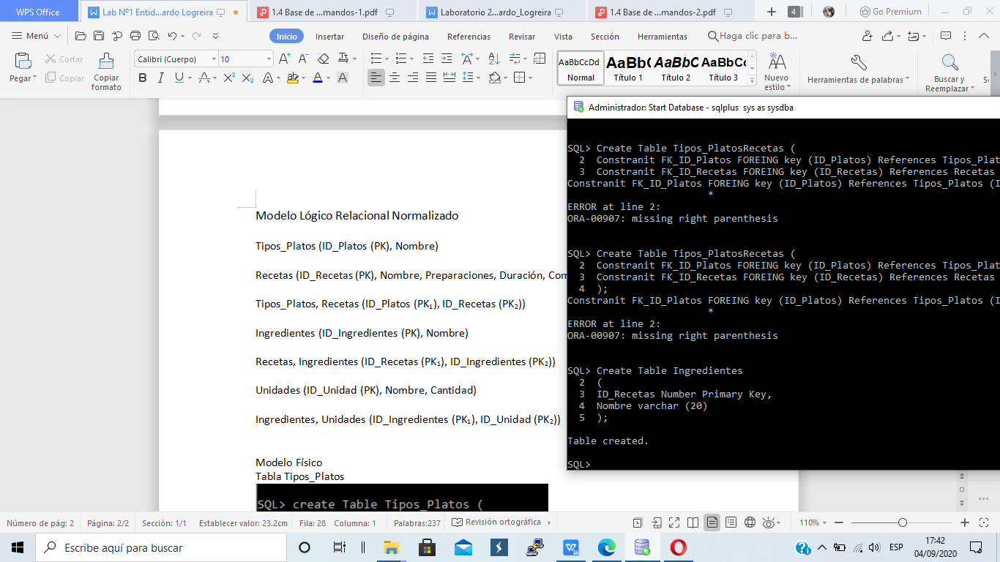 WPS Office
Lab Nº1 Entid...ardo Logreira
1.4 Base de ...mandos-1.pdf
Laboratorio 2...ardo_Logreira
1.4 Base de ...mandos-2.pdf
4
Go Premium
Menú
Inicio
Insertar
Diseño de página
Referencias
Revisar
Vista
Sección
Herramientas
Haga clic para b...
Pegar
Cortar
Copiar
Copiar formato
Calibri (Cuerpo)
10
AaBbCcDd
Normal
AaBbC
Título 1
AaBbC
Título 2
AaBbCc
Título 3
Nuevo estilo
Herramientas de palabras
Buscar y Reemplazar
Modelo Lógico Relacional Normalizado
Tipos_Platos (ID_Platos (PK), Nombre)
Recetas (ID_Recetas (PK), Nombre, Preparaciones, Duración, Com
Tipos_Platos, Recetas (ID_Platos (PK₁), ID_Recetas (PK₂))
Ingredientes (ID_Ingredientes (PK), Nombre)
Recetas, Ingredientes (ID_Recetas (PK₁), ID_Ingredientes (PK₂))
Unidades (ID_Unidad (PK), Nombre, Cantidad)
Ingredientes, Unidades (ID_Ingredientes (PK₁), ID_Unidad (PK₂))
Modelo Físico
Tabla Tipos_Platos
SQL> create Table Tipos_Platos (
Administrador: Start Database - sqlplus sys as sysdba
SQL> Create Table Tipos_PlatosRecetas (
2 Constranit FK_ID_Platos FOREING key (ID_Platos) References Tipos_Plat
3 Constranit FK_ID_Recetas FOREING key (ID_Recetas) References Recetas
Constranit FK_ID_Platos FOREING key (ID_Platos) References Tipos_Platos (I
*
ERROR at line 2:
ORA-00907: missing right parenthesis
SQL> Create Table Tipos_PlatosRecetas (
2 Constranit FK_ID_Platos FOREING key (ID_Platos) References Tipos_Plat
3 Constranit FK_ID_Recetas FOREING key (ID_Recetas) References Recetas
4 );
Constranit FK_ID_Platos FOREING key (ID_Platos) References Tipos_Platos (I
*
ERROR at line 2:
ORA-00907: missing right parenthesis
SQL> Create Table Ingredientes
2 (
3 ID_Recetas Number Primary Key,
4 Nombre varchar (20)
5 );
Table created.
SQL>
Número de pág: 2
Página: 2/2
Sección: 1/1
Establecer valor: 23.2cm
Fila: 28
Columna: 1
Palabras:237
Revisión ortográfica
110%
Escribe aquí para buscar
ESP
17:42
04/09/2020